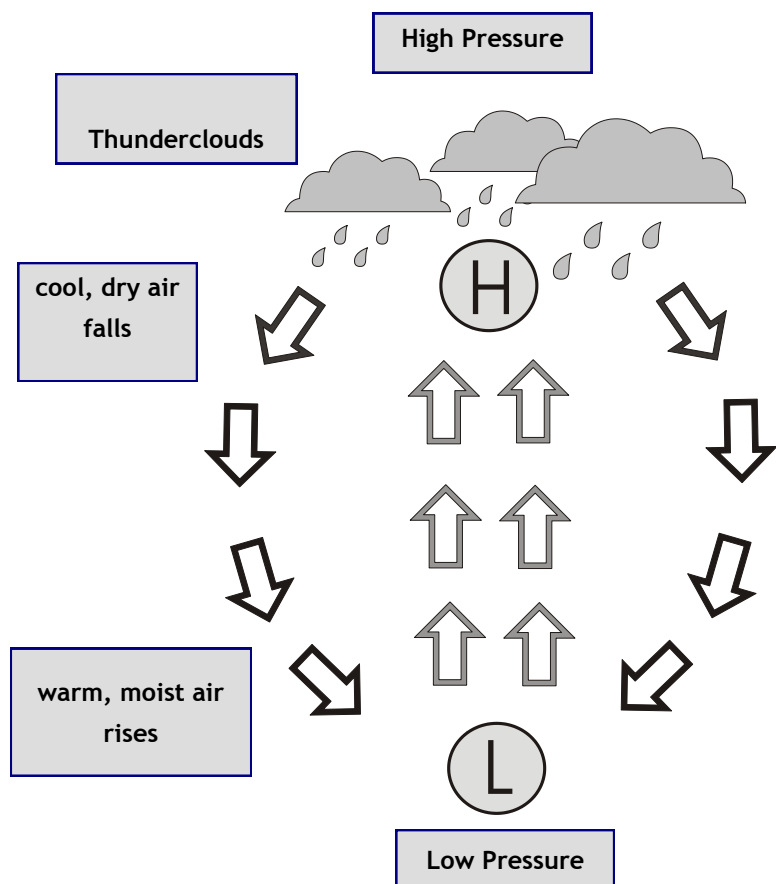 High Pressure
Thunderclouds
H
cool, dry air
falls
warm, moist air
rises
L
Low Pressure